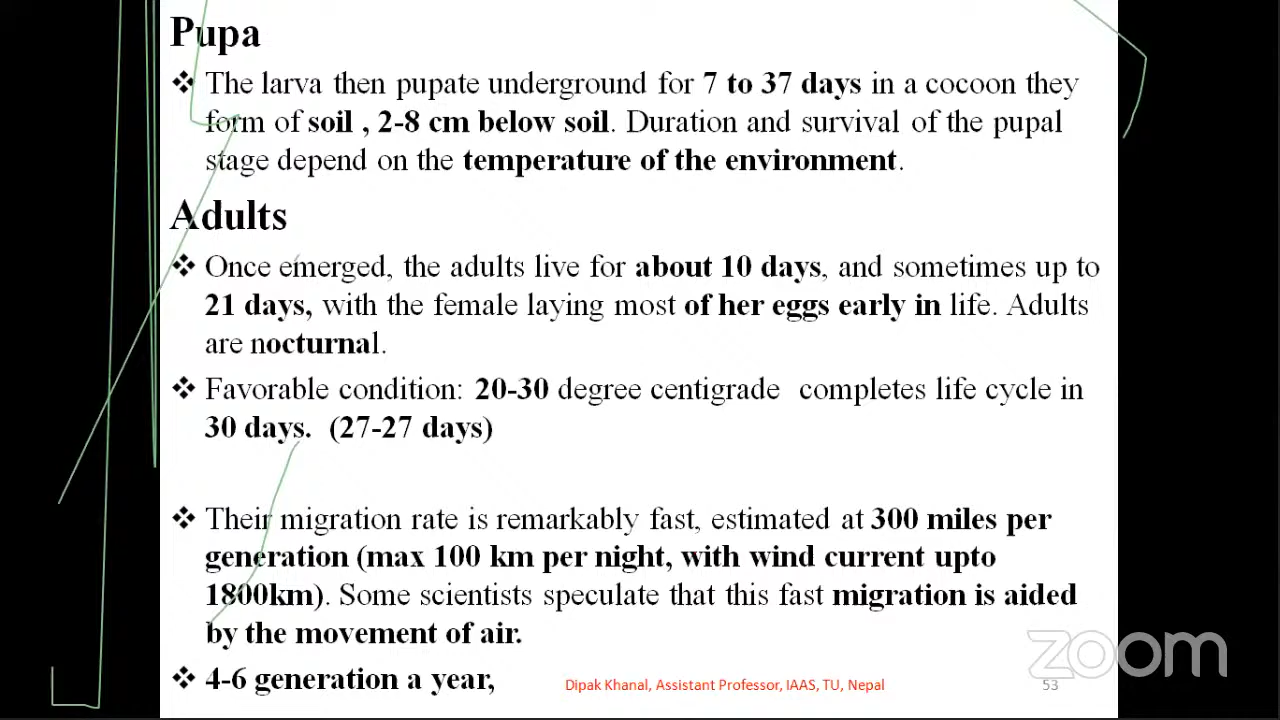 Pupa
❖ The larva then pupate underground for 7 to 37 days in a cocoon they
form of soil , 2-8 cm below soil. Duration and survival of the pupal
stage depend on the temperature of the environment.
Adults
❖ Once emerged, the adults live for about 10 days, and sometimes up to
21 days, with the female laying most of her eggs early in life. Adults
are nocturnal.
❖ Favorable condition: 20-30 degree centigrade completes life cycle in
30 days. (27-27 days)
❖ Their migration rate is remarkably fast, estimated at 300 miles per
generation (max 100 km per night, with wind current upto
1800km). Some scientists speculate that this fast migration is aided
by the movement of air.
❖ 4-6 generation a year,
Dipak Khanal, Assistant Professor, IAAS, TU, Nepal
53
zoom